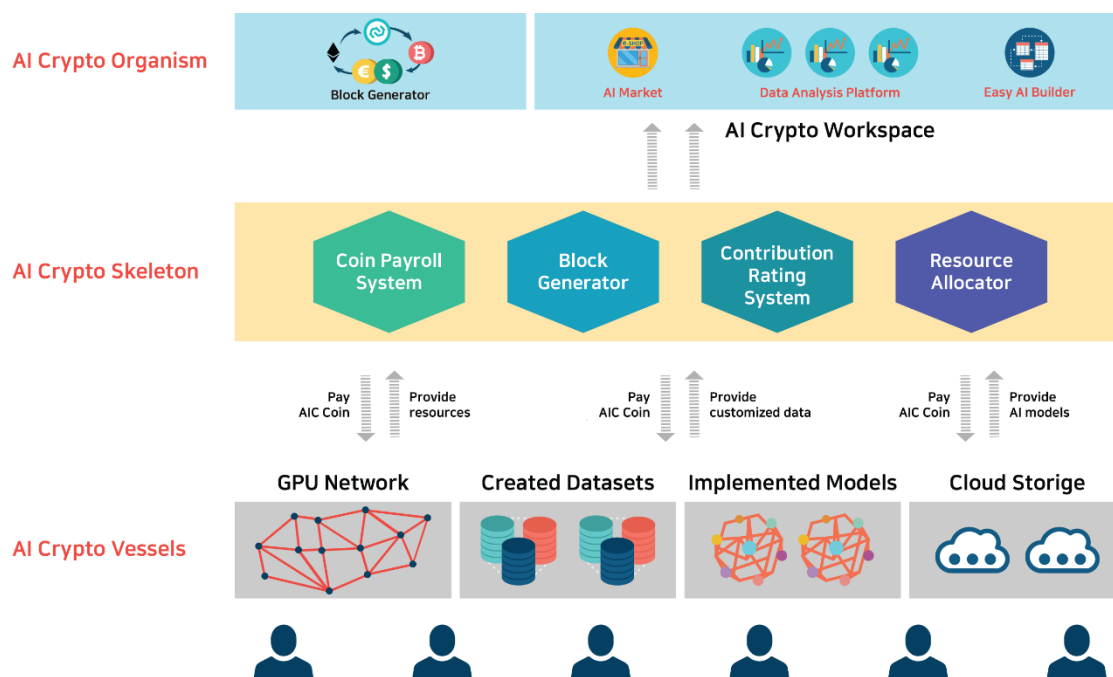 AI Crypto Organism
Block Generator
E-SHOP
AI Market
Data Analysis Platform
Easy AI Builder
AI Crypto Workspace
AI Crypto Skeleton
Coin Payroll
System
Block
Generator
Contribution
Rating
System
Resource
Allocator
Pay
AIC Coin
Provide
resources
Pay
AIC Coin
Provide
customized data
Pay
AIC Coin
Provide
AI models
GPU Network
Created Datasets
Implemented Models
Cloud Storige
AI Crypto Vessels